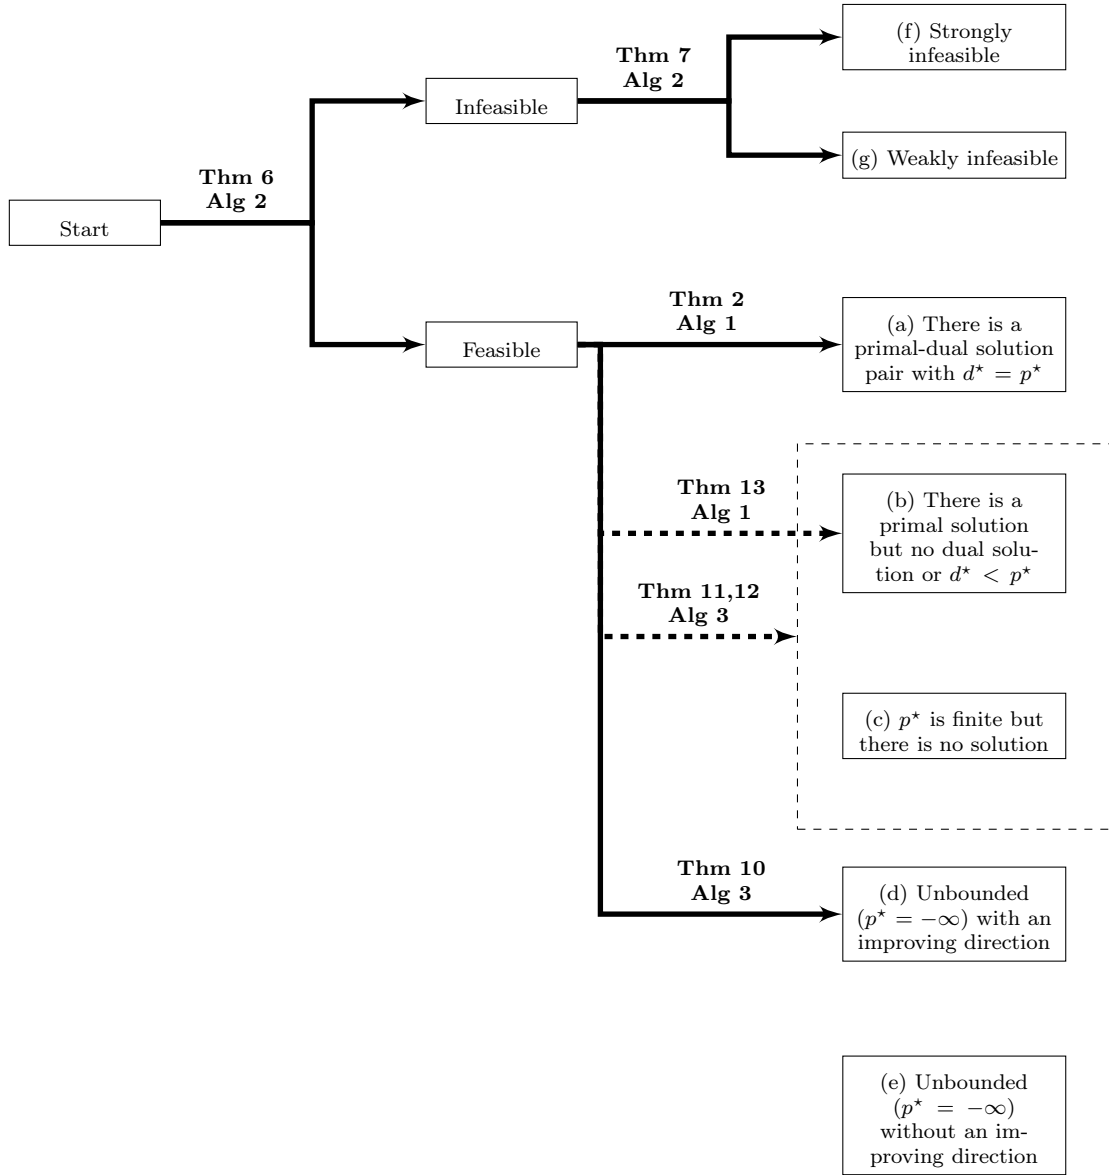 (f) Strongly
infeasible
Thm 7
Alg 2
Infeasible
(g) Weakly infeasible
Thm 6
Alg 2
Start
Thm 2
Alg 1
Feasible
(a) There is a
primal-dual solution
pair with d⋆ = p⋆
Thm 13
Alg 1
(b) There is a
primal solution
but no dual solu-
tion or d⋆ < p⋆
Thm 11,12
Alg 3
(c) p⋆ is finite but
there is no solution
Thm 10
Alg 3
(d) Unbounded
(p⋆ = −∞) with an
improving direction
(e) Unbounded
(p⋆ = −∞)
without an im-
proving direction